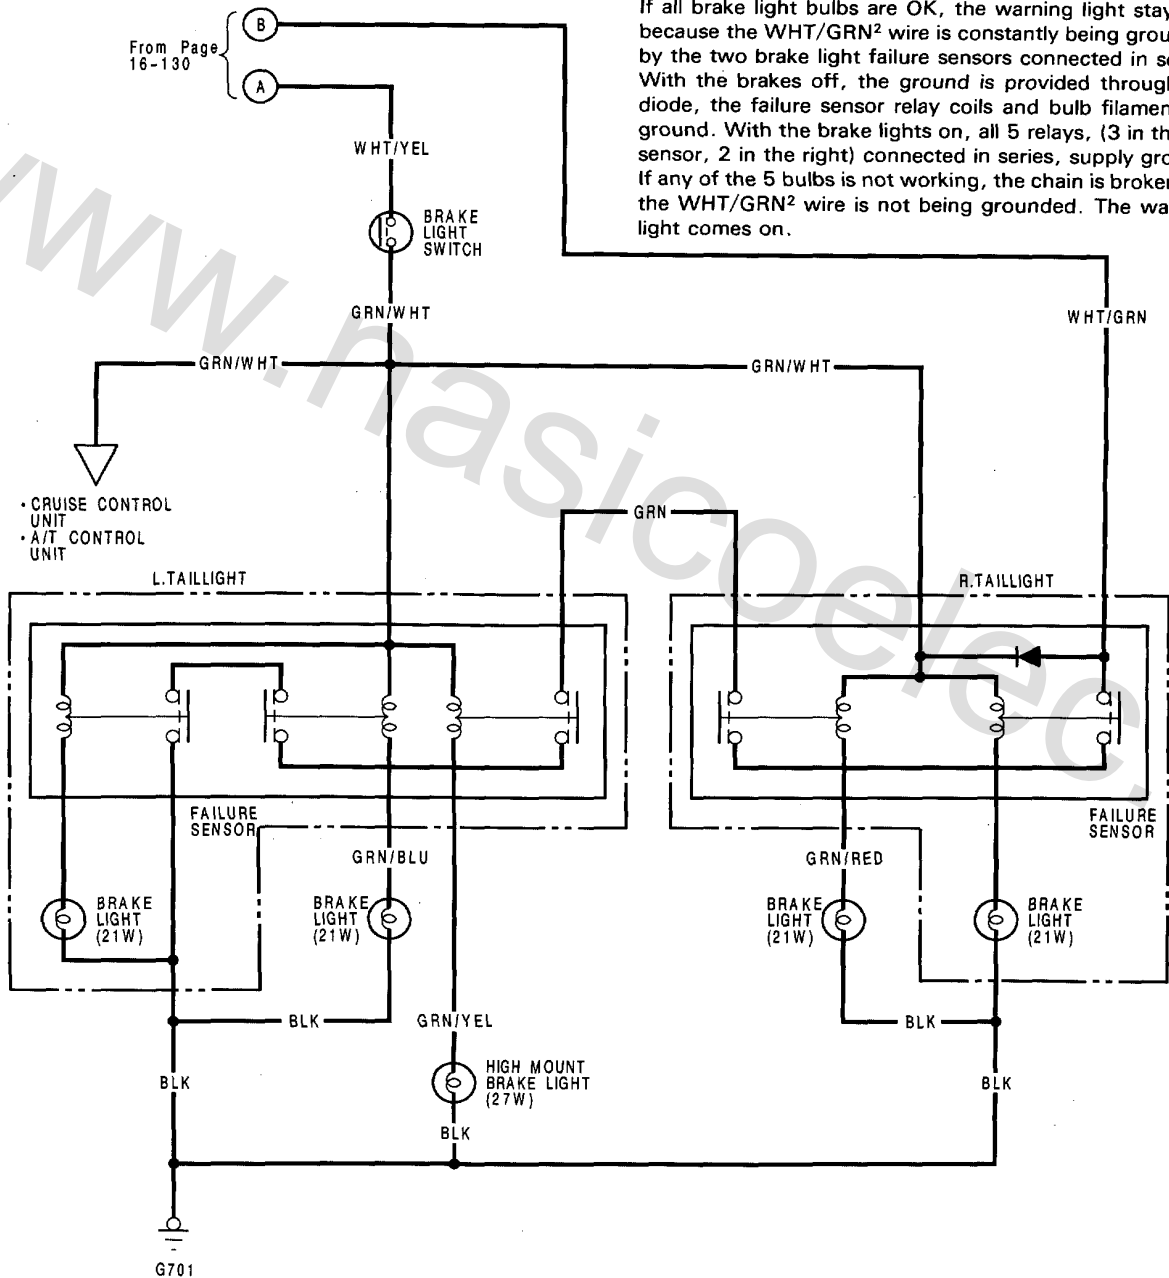 If all brake light bulbs are OK, the warning light stay
because the WHT/GRN² wire is constantly being grou
by the two brake light failure sensors connected in se
With the brakes off, the ground is provided through
diode, the failure sensor relay coils and bulb filamen
ground. With the brake lights on, all 5 relays, (3 in th
sensor, 2 in the right) connected in series, supply gro
If any of the 5 bulbs is not working, the chain is broken
the WHT/GRN² wire is not being grounded. The wa
light comes on.
B
From Page
16-130
A
WHT/YEL
BRAKE
LIGHT
SWITCH
GRN/WHT
WHT/GRN
GRN/WHT
GRN/WHT
• CRUISE CONTROL
UNIT
• A/T CONTROL
UNIT
GRN
L.TAILLIGHT
R.TAILLIGHT
FAILURE
SENSOR
FAILURE
SENSOR
GRN/BLU
GRN/RED
BRAKE
LIGHT
(21W)
BRAKE
LIGHT
(21W)
BRAKE
LIGHT
(21W)
BRAKE
LIGHT
(21W)
BLK
GRN/YEL
BLK
BLK
HIGH MOUNT
BRAKE LIGHT
(27W)
BLK
BLK
G701
www.nasicoelec.